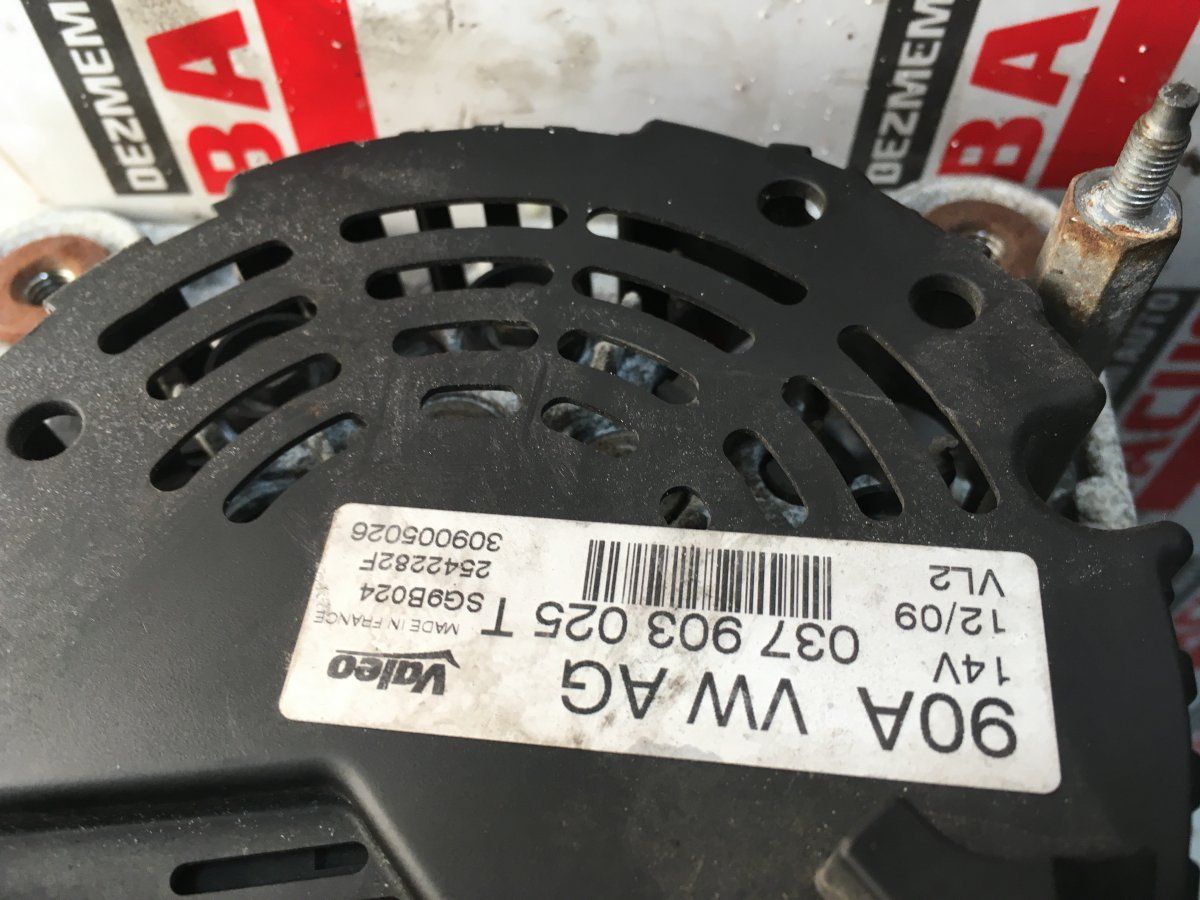 DEZMEM
BA
DEZMEM
BA
AUTO
90A VW AG
14V
12/09
VL2
037 903 025 T
Valeo
MADE IN FRANCE
SG9B024
2542282F
309005026